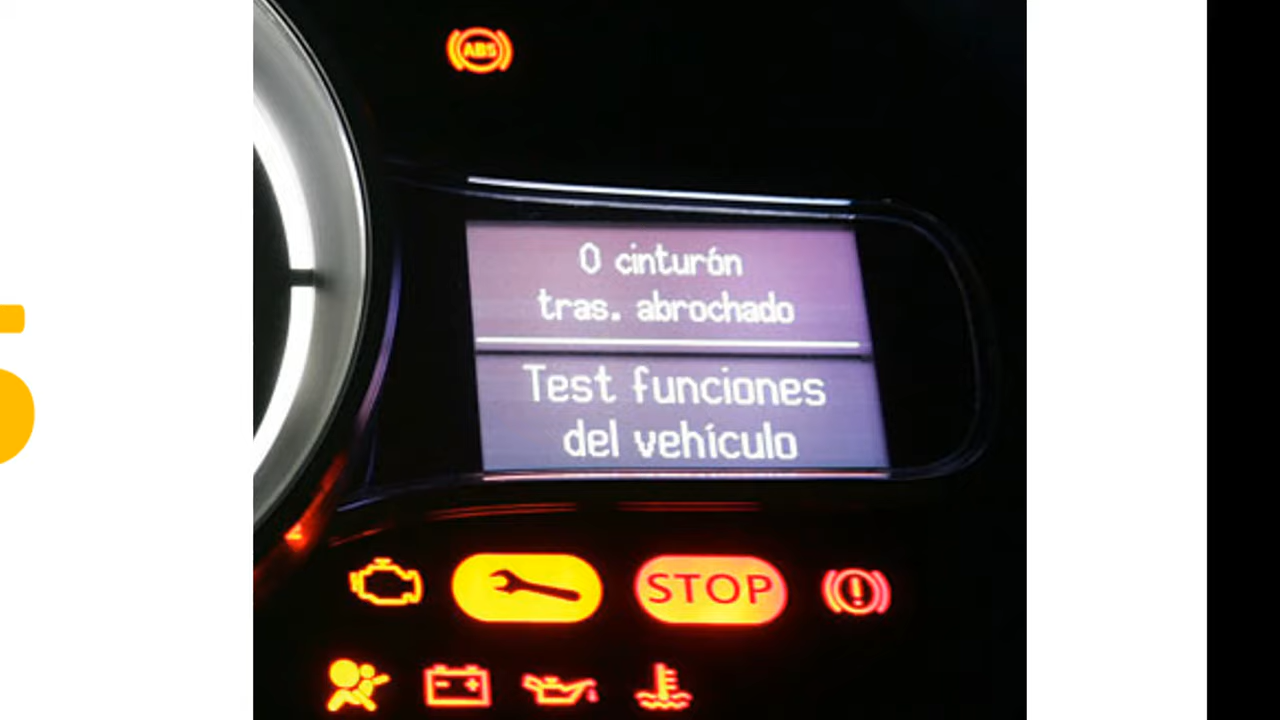 ABS
0 cinturón
tras. abrochado
Test funciones
del vehículo
STOP